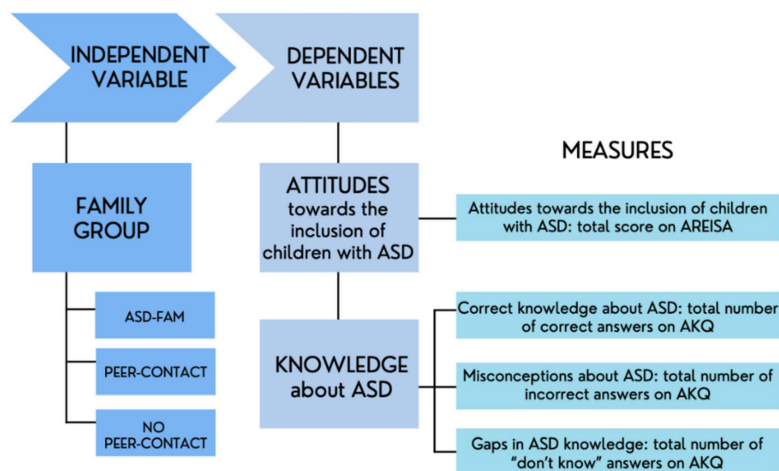 INDEPENDENT
VARIABLE
DEPENDENT
VARIABLES
MEASURES
FAMILY
GROUP
ASD-FAM
PEER-CONTACT
NO
PEER-CONTACT
ATTITUDES
towards the
inclusion of
children with ASD
Attitudes towards the inclusion of children
with ASD: total score on AREISA
KNOWLEDGE
about ASD
Correct knowledge about ASD: total number
of correct answers on AKQ
Misconceptions about ASD: total number of
incorrect answers on AKQ
Gaps in ASD knowledge: total number of
“don’t know” answers on AKQ